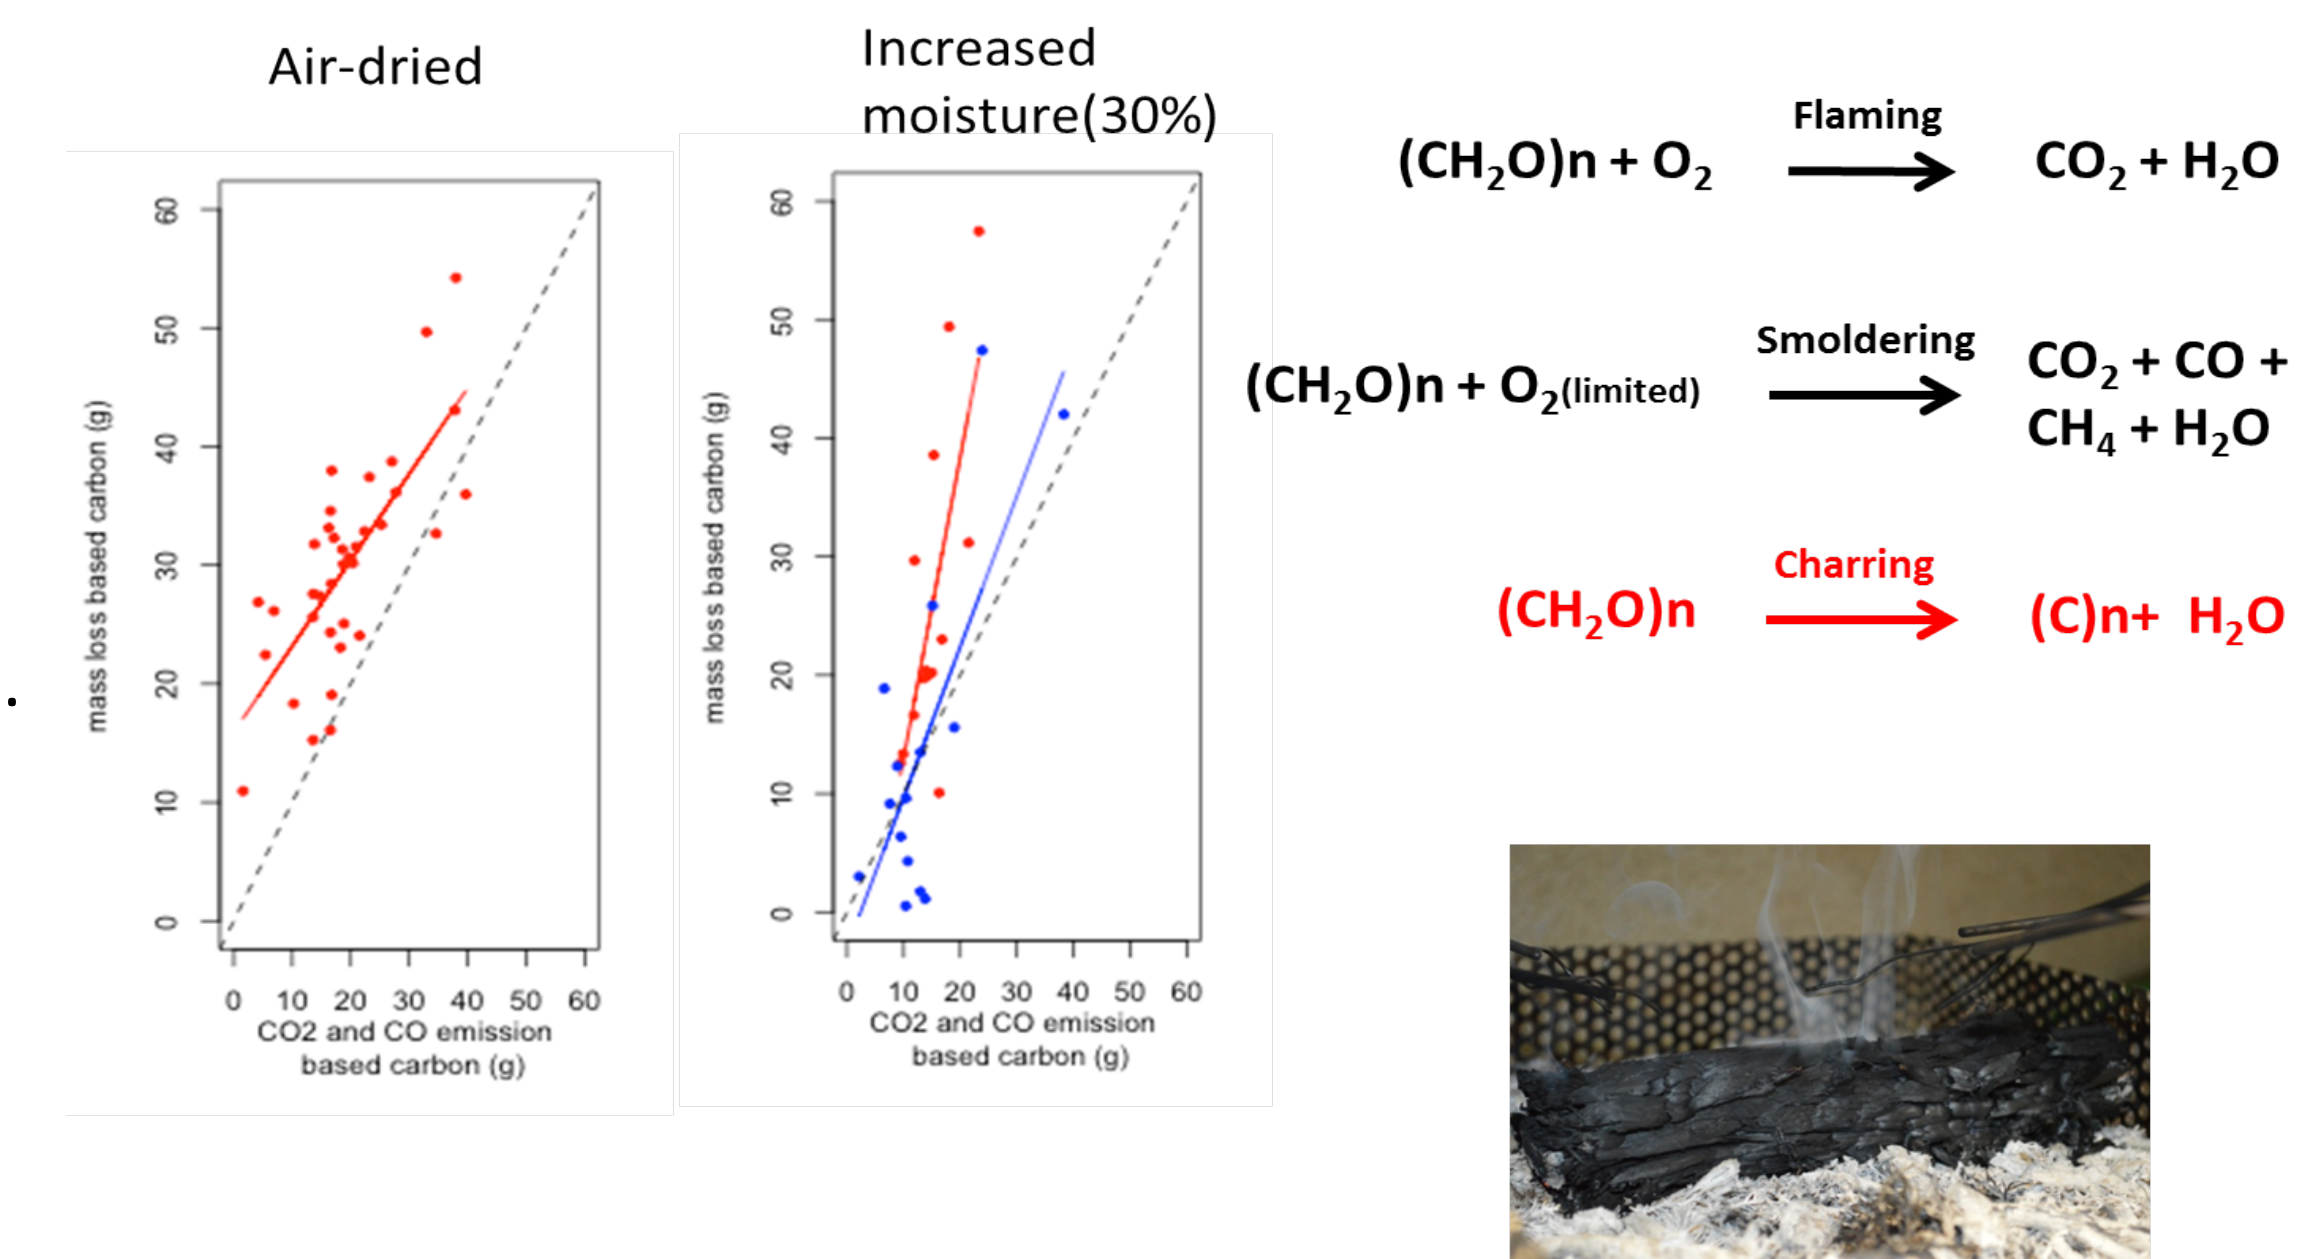 Air-dried
60
50
40
30
20
10
0
mass loss based carbon (g)
0 10 20 30 40 50 60
CO2 and CO emission
based carbon (g)
Increased
moisture(30%)
60
50
40
30
20
10
0
mass loss based carbon (g)
0 10 20 30 40 50 60
CO2 and CO emission
based carbon (g)
Flaming
(CH₂O)n + O₂ → CO₂ + H₂O
Smoldering
(CH₂O)n + O₂(limited) → CO₂ + CO +
CH₄ + H₂O
Charring
(CH₂O)n → (C)n+ H₂O
.